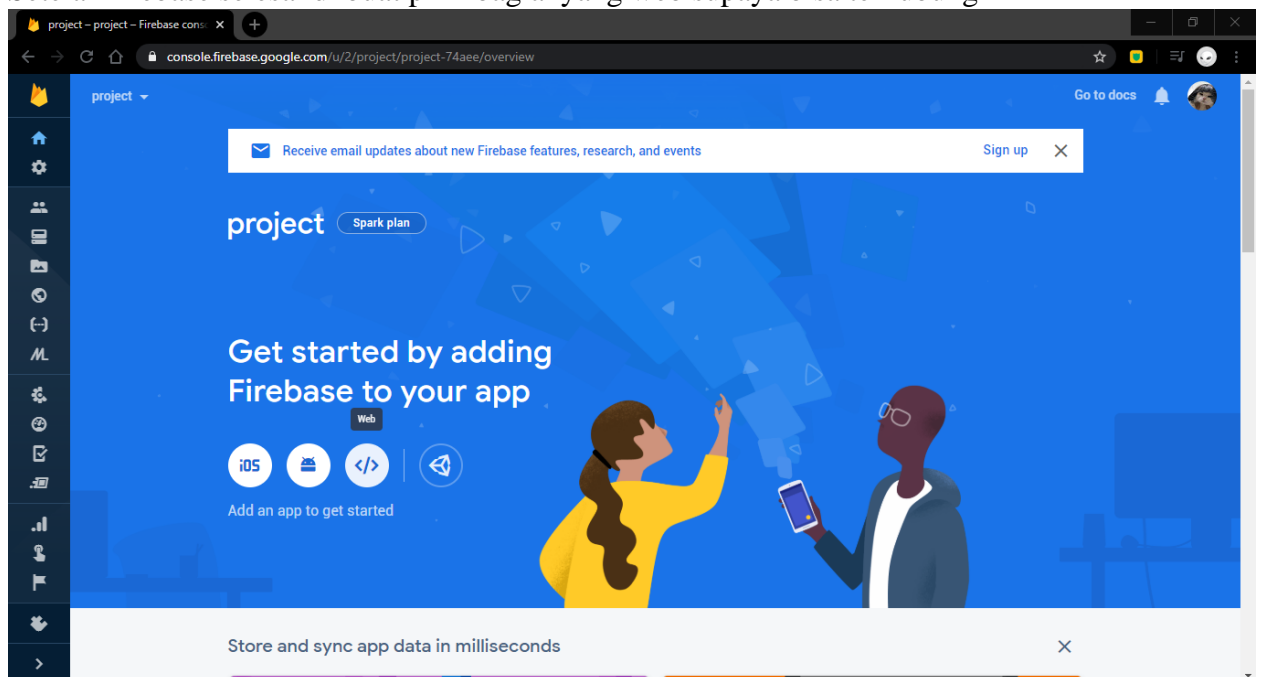 project – project – Firebase cons
console.firebase.google.com/u/2/project/project-74aee/overview
project
Go to docs
Receive email updates about new Firebase features, research, and events
Sign up
project
Spark plan
Get started by adding
Firebase to your app
Web
iOS
</>
Add an app to get started
Store and sync app data in milliseconds